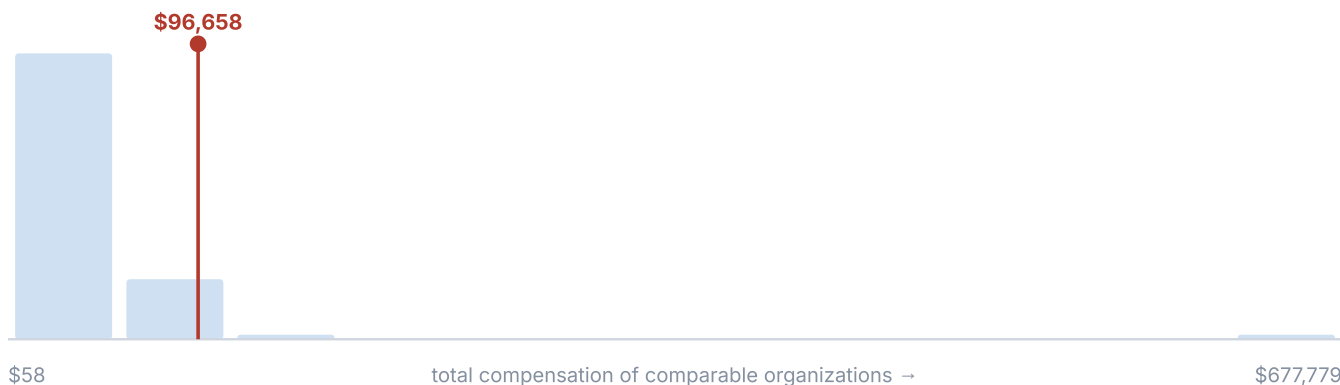 $96,658
$58
total compensation of comparable organizations →
$677,779